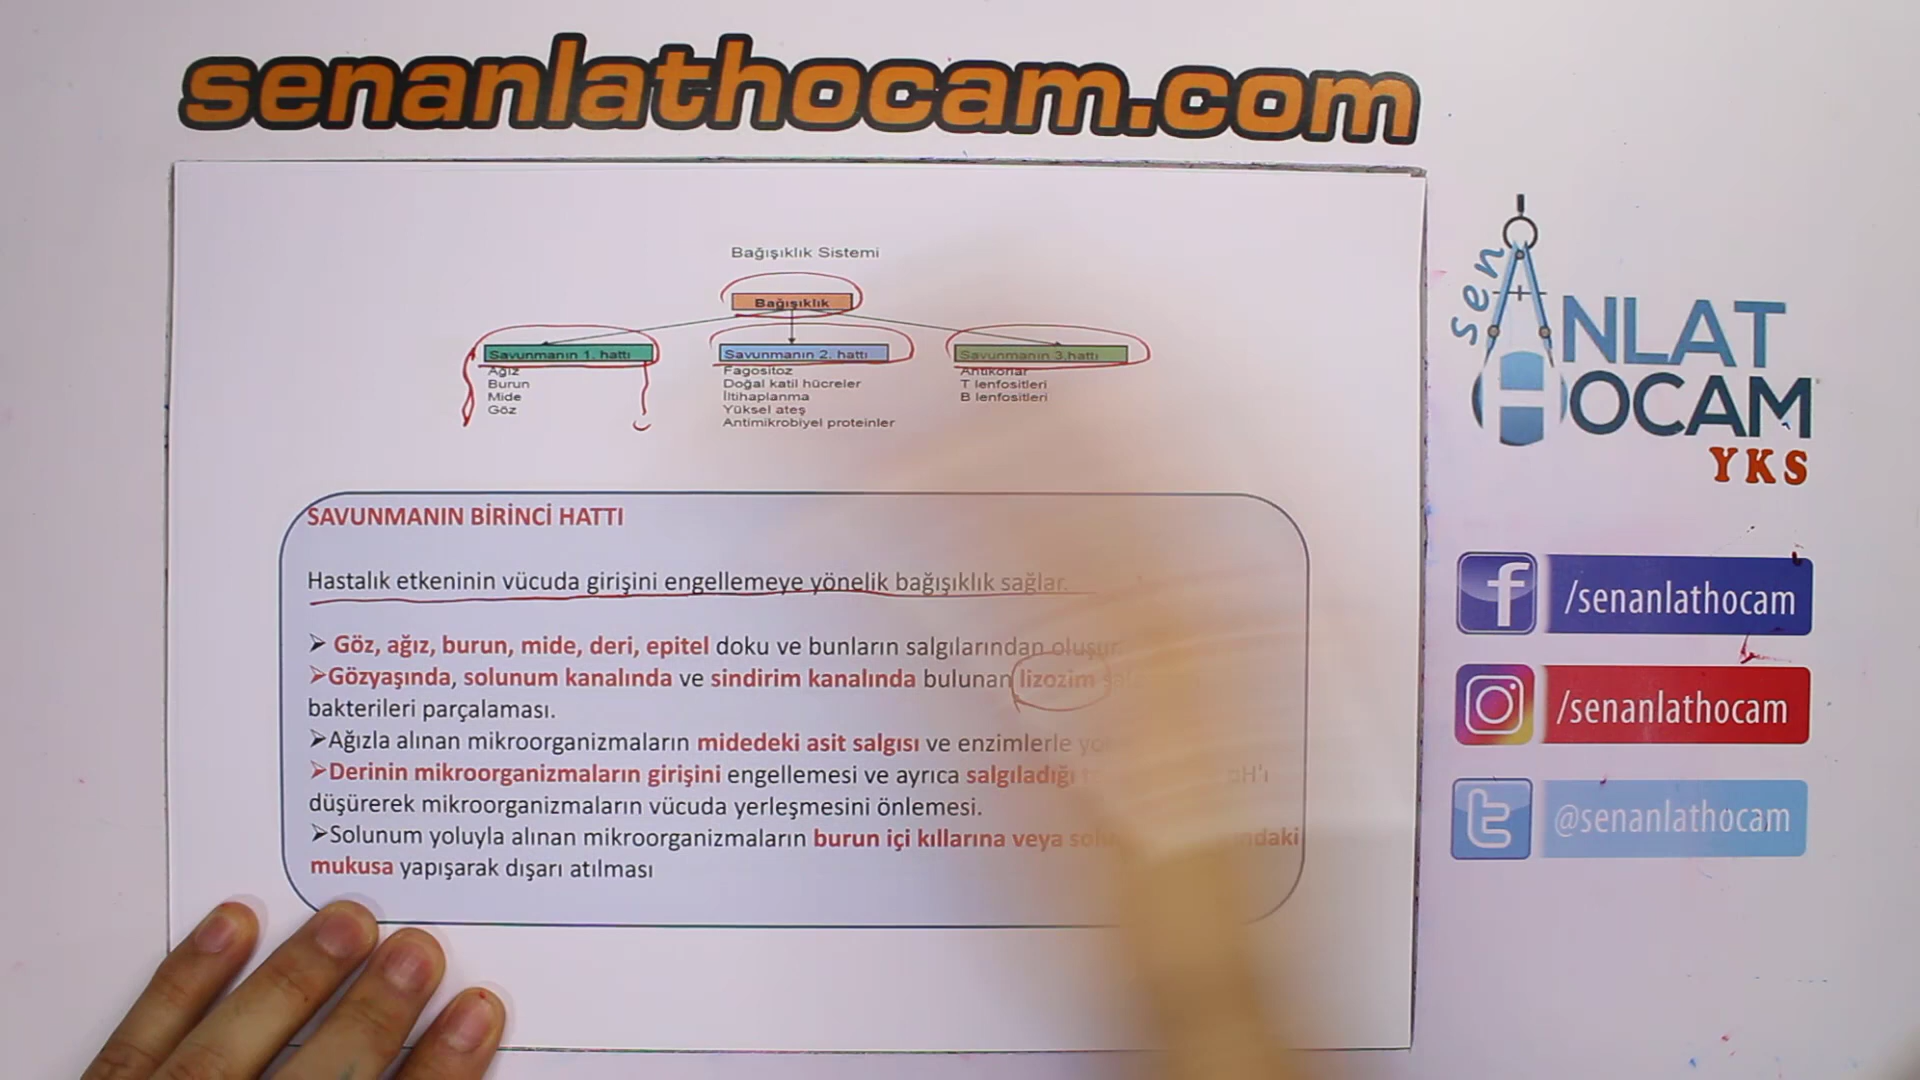 senanlathocam.com
Bağışıklık Sistemi
Bağışıklık
Savunmanın 1. hattı
Savunmanın 2. hattı
Savunmanın 3.hattı
Ağız
Burun
Mide
Göz
Fagositoz
Doğal katil hücreler
İltihaplanma
Yüksel ateş
Antimikrobiyel proteinler
Antikorlar
T lenfositleri
B lenfositleri
SAVUNMANIN BİRİNCİ HATTI
Hastalık etkeninin vücuda girişini engellemeye yönelik bağışıklık sağlar.
➢ Göz, ağız, burun, mide, deri, epitel doku ve bunların salgılarından oluşur
➢Gözyaşında, solunum kanalında ve sindirim kanalında bulunan lizozim
bakterileri parçalaması.
➢Ağızla alınan mikroorganizmaların midedeki asit salgısı ve enzimlerle
➢Derinin mikroorganizmaların girişini engellemesi ve ayrıca salgıladığı pH'ı
düşürerek mikroorganizmaların vücuda yerleşmesini önlemesi.
➢Solunum yoluyla alınan mikroorganizmaların burun içi kıllarına veya
mukusa yapışarak dışarı atılması
sen
ANLAT
HOCAM
YKS
/senanlathocam
/senanlathocam
@senanlathocam